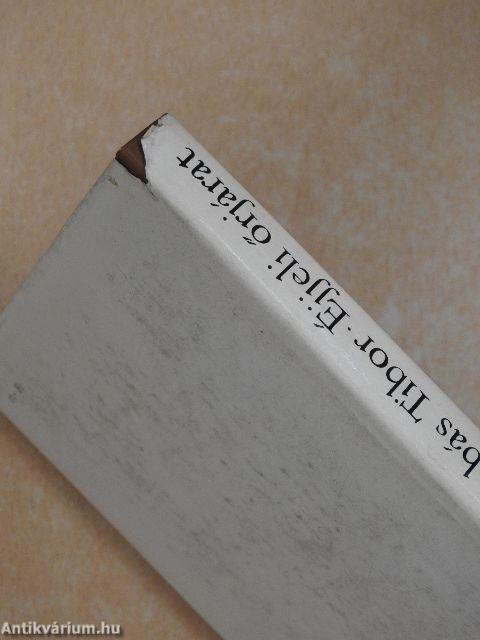 bás Tibor · Éjjeli őrjárat
Antikvárium.hu